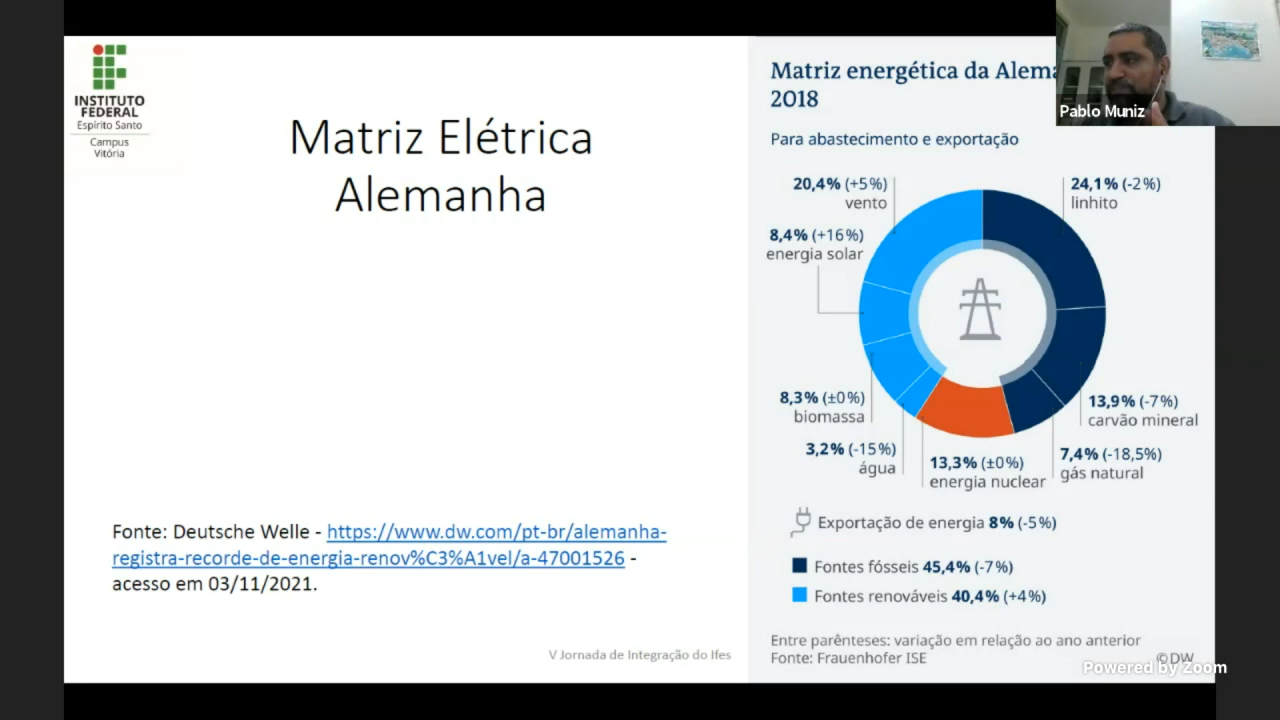 INSTITUTO
FEDERAL
Espírito Santo
Campus
Vitória
Matriz Elétrica
Alemanha
Fonte: Deutsche Welle - https://www.dw.com/pt-br/alemanha-
registra-recorde-de-energia-renov%C3%A1vel/a-47001526 -
acesso em 03/11/2021.
V Jornada de Integração do Ifes
Matriz energética da Alema
2018
Para abastecimento e exportação
20,4% (+5%)
vento
24,1% (-2%)
linhito
8,4% (+16%)
energia solar
8,3% (±0%)
biomassa
13,9% (-7%)
carvão mineral
3,2% (-15%)
água
13,3% (±0%)
energia nuclear
7,4% (-18,5%)
gás natural
Exportação de energia 8% (-5%)
Fontes fósseis 45,4% (-7%)
Fontes renováveis 40,4% (+4%)
Entre parênteses: variação em relação ao ano anterior
Fonte: Frauenhofer ISE
©DW
Pablo Muniz
Powered by Zoom